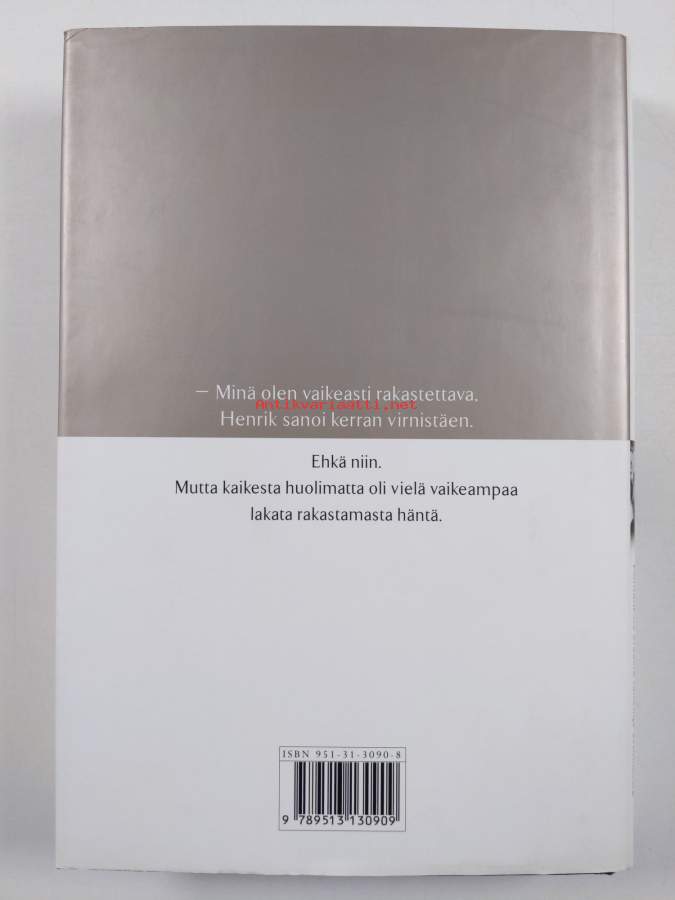 – Minä olen vaikeasti rakastettava.
Antikvariaatti.net
Henrik sanoi kerran virnistäen.
Ehkä niin.
Mutta kaikesta huolimatta oli vielä vaikeampaa
lakata rakastamasta häntä.
ISBN 951-31-3090-8
9 789513 130909